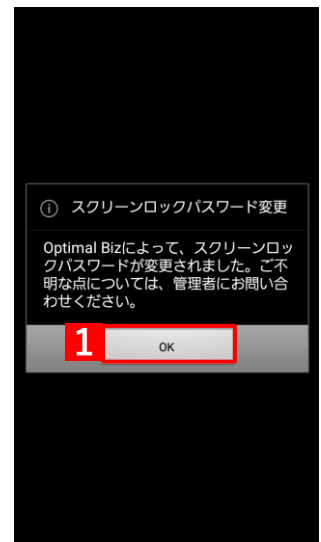 スクリーンロックパスワード変更
Optimal Bizによって、スクリーンロッ
クパスワードが変更されました。ご不
明な点については、管理者にお問い合
わせください。
1
OK